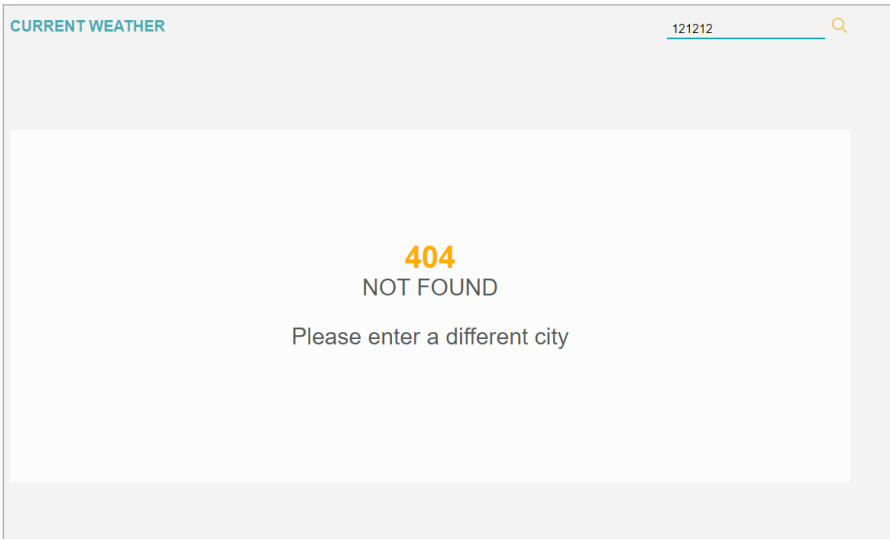 CURRENT WEATHER
121212
404
NOT FOUND
Please enter a different city